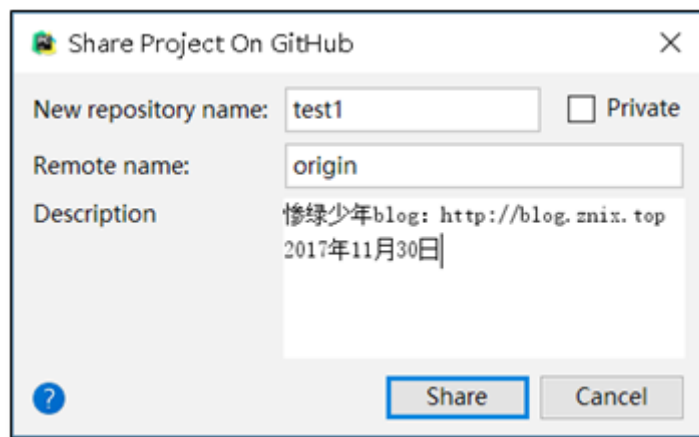 Share Project On GitHub
New repository name: test1 Private
Remote name: origin
Description 惨绿少年blog: http://blog.znix.top
2017年11月30日
? Share Cancel